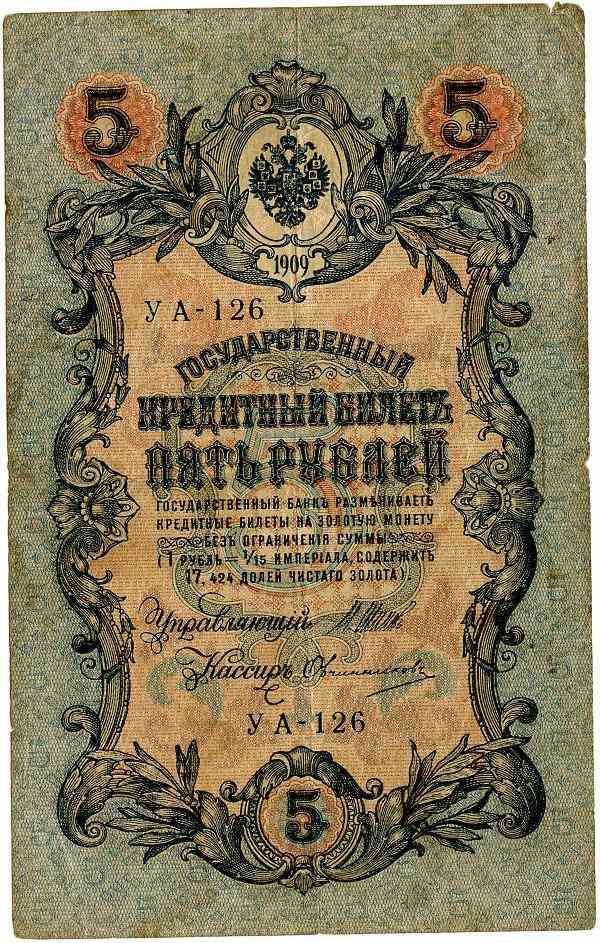 5 5
1909
УА-126
ГОСУДАРСТВЕННЫЙ
КРЕДИТНЫЙ БИЛЕТЪ
ПЯТЬ РУБЛЕЙ
ГОСУДАРСТВЕННЫЙ БАНКЪ РАЗМѢНИВАЕТЪ
КРЕДИТНЫЕ БИЛЕТЫ НА ЗОЛОТУЮ МОНЕТУ
БЕЗЪ ОГРАНИЧЕНІЯ СУММЫ
(1 РУБЛЬ — 1/15 ИМПЕРІАЛА, СОДЕРЖИТЪ
17,424 ДОЛЕЙ ЧИСТАГО ЗОЛОТА).
Управляющій
Кассиръ Овчинниковъ
УА-126
5